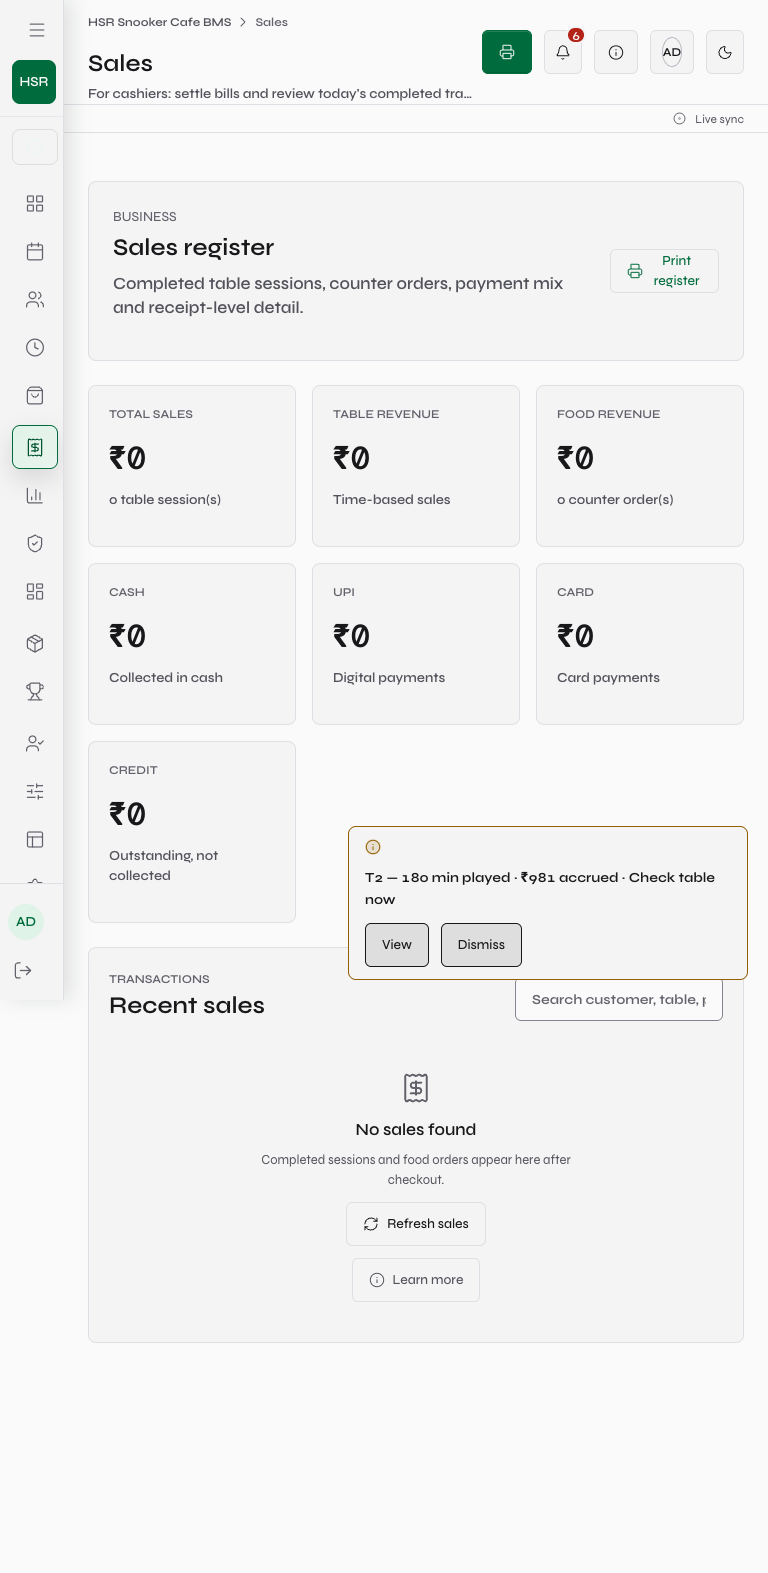 HSR Snooker Cafe BMS > Sales
Sales
For cashiers: settle bills and review today's completed tra…
6
AD
HSR
Live sync
BUSINESS
Sales register
Completed table sessions, counter orders, payment mix
and receipt-level detail.
Print
register
TOTAL SALES
₹0
0 table session(s)
TABLE REVENUE
₹0
Time-based sales
FOOD REVENUE
₹0
0 counter order(s)
CASH
₹0
Collected in cash
UPI
₹0
Digital payments
CARD
₹0
Card payments
CREDIT
₹0
Outstanding, not
collected
T2 — 180 min played · ₹981 accrued · Check table
now
View
Dismiss
AD
TRANSACTIONS
Recent sales
Search customer, table,
No sales found
Completed sessions and food orders appear here after
checkout.
Refresh sales
Learn more